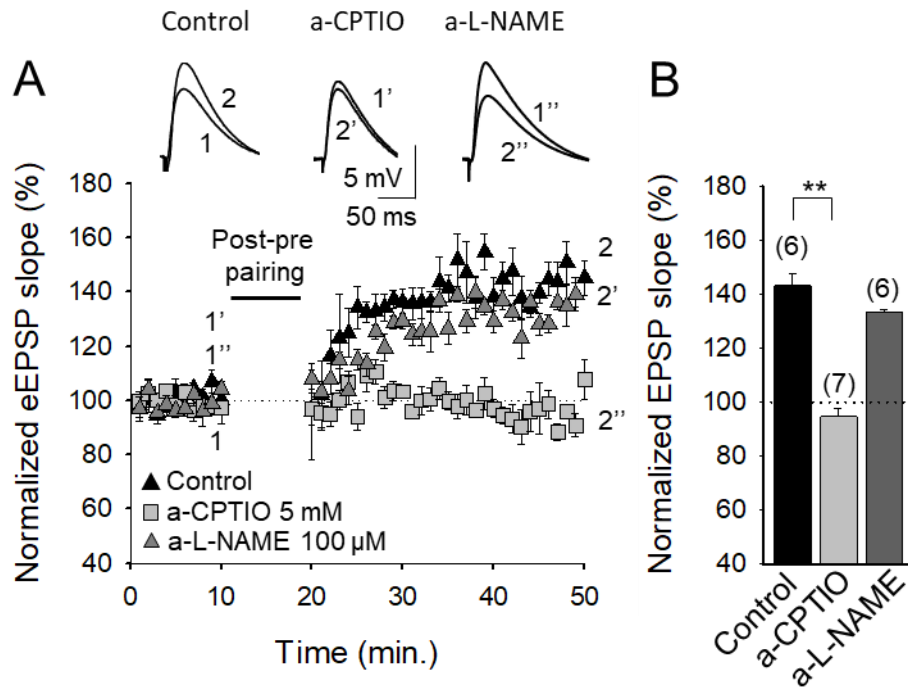 Control a-CPTIO a-L-NAME
A
2
1
1’
2’
1’’
2’’
5 mV
50 ms
Normalized eEPSP slope (%)
180
160
140
120
100
80
60
40
Post-pre
pairing
1’
1’’
1
2
2’
2’’
Control
a-CPTIO 5 mM
a-L-NAME 100 µM
0 10 20 30 40 50
Time (min.)
B
Normalized EPSP slope (%)
180
160
140
120
100
80
60
40
**
(6)
(7)
(6)
Control
a-CPTIO
a-L-NAME